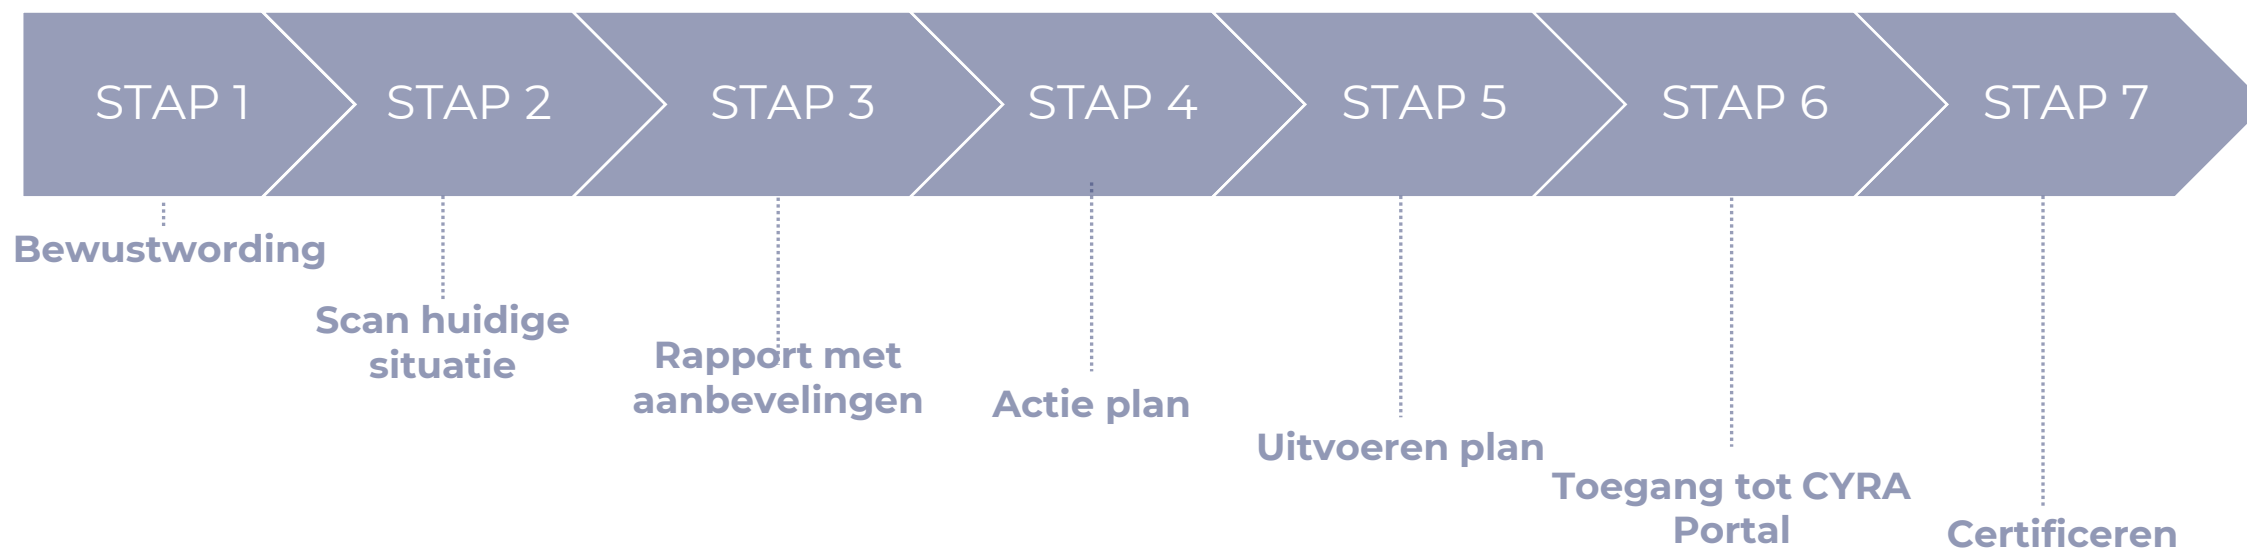 STAP 1
STAP 2
STAP 3
STAP 4
STAP 5
STAP 6
STAP 7
Bewustwording
Scan huidige
situatie
Rapport met
aanbevelingen
Actie plan
Uitvoeren plan
Toegang tot CYRA
Portal
Certificeren